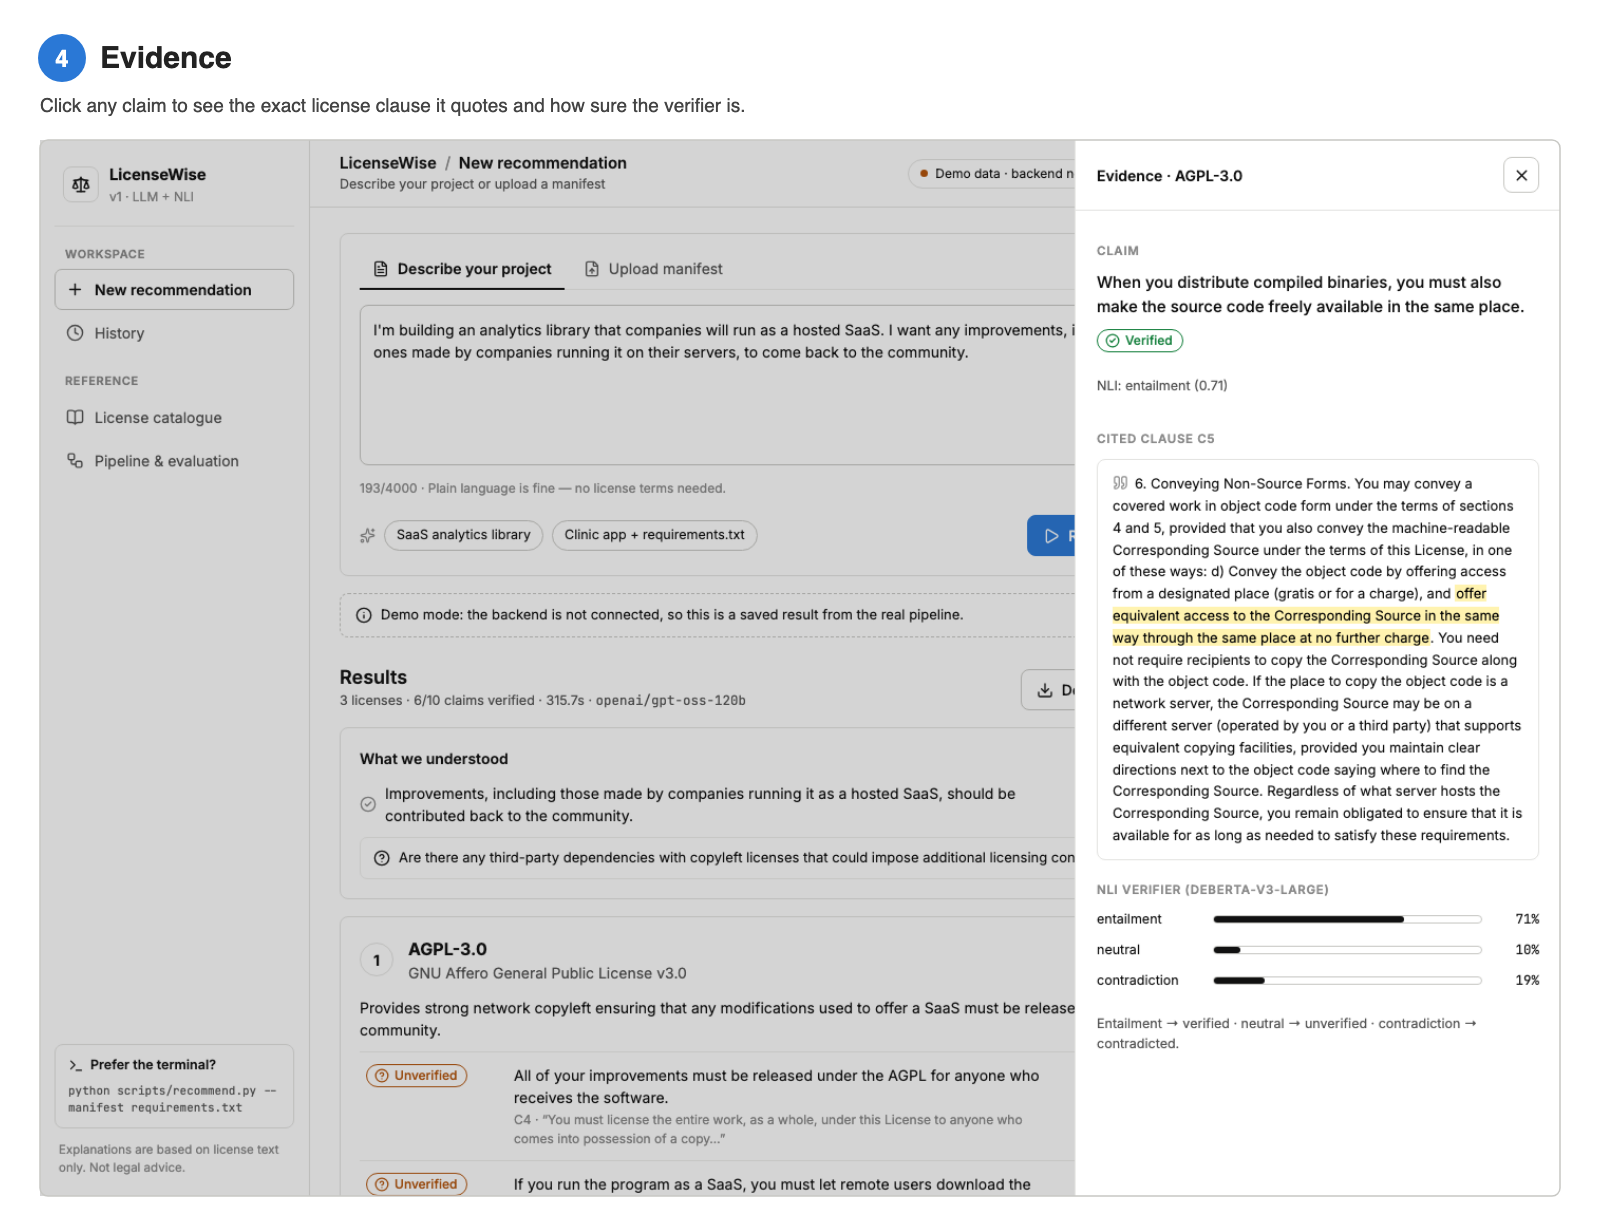 4 Evidence
Click any claim to see the exact license clause it quotes and how sure the verifier is.
LicenseWise
v1 · LLM + NLI
WORKSPACE
New recommendation
History
REFERENCE
License catalogue
Pipeline & evaluation
>_ Prefer the terminal?
python scripts/recommend.py --
manifest requirements.txt
Explanations are based on license text
only. Not legal advice.
LicenseWise / New recommendation
Describe your project or upload a manifest
Demo data · backend n
Describe your project
Upload manifest
I'm building an analytics library that companies will run as a hosted SaaS. I want any improvements, i
ones made by companies running it on their servers, to come back to the community.
193/4000 · Plain language is fine — no license terms needed.
SaaS analytics library
Clinic app + requirements.txt
Demo mode: the backend is not connected, so this is a saved result from the real pipeline.
Results
3 licenses · 6/10 claims verified · 315.7s · openai/gpt-oss-120b
What we understood
Improvements, including those made by companies running it as a hosted SaaS, should be
contributed back to the community.
Are there any third-party dependencies with copyleft licenses that could impose additional licensing con
1
AGPL-3.0
GNU Affero General Public License v3.0
Provides strong network copyleft ensuring that any modifications used to offer a SaaS must be release
community.
Unverified
All of your improvements must be released under the AGPL for anyone who
receives the software.
C4 · “You must license the entire work, as a whole, under this License to anyone who
comes into possession of a copy…”
Unverified
If you run the program as a SaaS, you must let remote users download the
Evidence · AGPL-3.0
CLAIM
When you distribute compiled binaries, you must also
make the source code freely available in the same place.
Verified
NLI: entailment (0.71)
CITED CLAUSE C5
6. Conveying Non-Source Forms. You may convey a
covered work in object code form under the terms of sections
4 and 5, provided that you also convey the machine-readable
Corresponding Source under the terms of this License, in one
of these ways: d) Convey the object code by offering access
from a designated place (gratis or for a charge), and offer
equivalent access to the Corresponding Source in the same
way through the same place at no further charge. You need
not require recipients to copy the Corresponding Source along
with the object code. If the place to copy the object code is a
network server, the Corresponding Source may be on a
different server (operated by you or a third party) that supports
equivalent copying facilities, provided you maintain clear
directions next to the object code saying where to find the
Corresponding Source. Regardless of what server hosts the
Corresponding Source, you remain obligated to ensure that it is
available for as long as needed to satisfy these requirements.
NLI VERIFIER (DEBERTA-V3-LARGE)
entailment 71%
neutral 10%
contradiction 19%
Entailment → verified · neutral → unverified · contradiction →
contradicted.